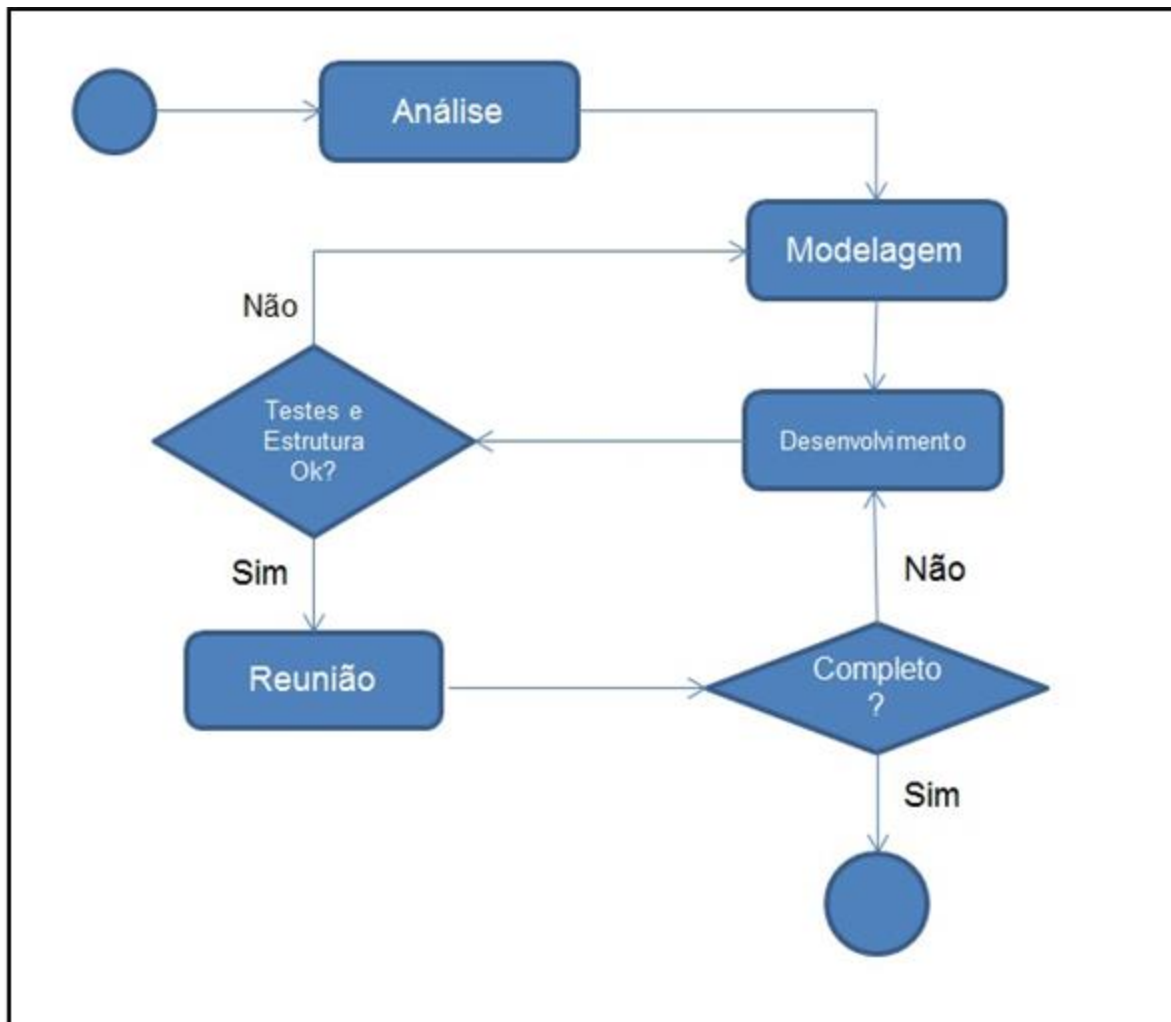 Análise
Modelagem
Não
Testes e
Estrutura
Ok?
Desenvolvimento
Sim
Não
Reunião
Completo
?
Sim